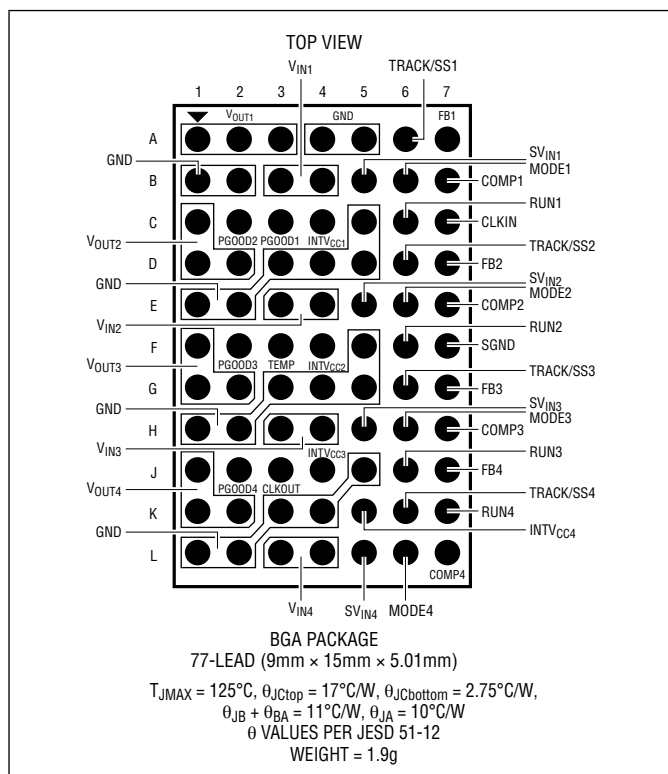 TOP VIEW
VIN1
TRACK/SS1
1 2 3 4 5 6 7
VOUT1
GND
FB1
A
SVIN1
MODE1
GND
B
COMP1
RUN1
C
CLKIN
VOUT2
PGOOD2 PGOOD1 INTVCC1
TRACK/SS2
D
FB2
GND
SVIN2
MODE2
E
COMP2
VIN2
RUN2
F
SGND
VOUT3
PGOOD3 TEMP INTVCC2
TRACK/SS3
G
FB3
GND
SVIN3
MODE3
H
COMP3
VIN3
INTVCC3
RUN3
J
FB4
VOUT4
PGOOD4 CLKOUT
TRACK/SS4
K
RUN4
GND
INTVCC4
L
COMP4
VIN4
SVIN4
MODE4
BGA PACKAGE
77-LEAD (9mm × 15mm × 5.01mm)
TJMAX = 125°C, θJCtop = 17°C/W, θJCbottom = 2.75°C/W,
θJB + θBA = 11°C/W, θJA = 10°C/W
θ VALUES PER JESD 51-12
WEIGHT = 1.9g